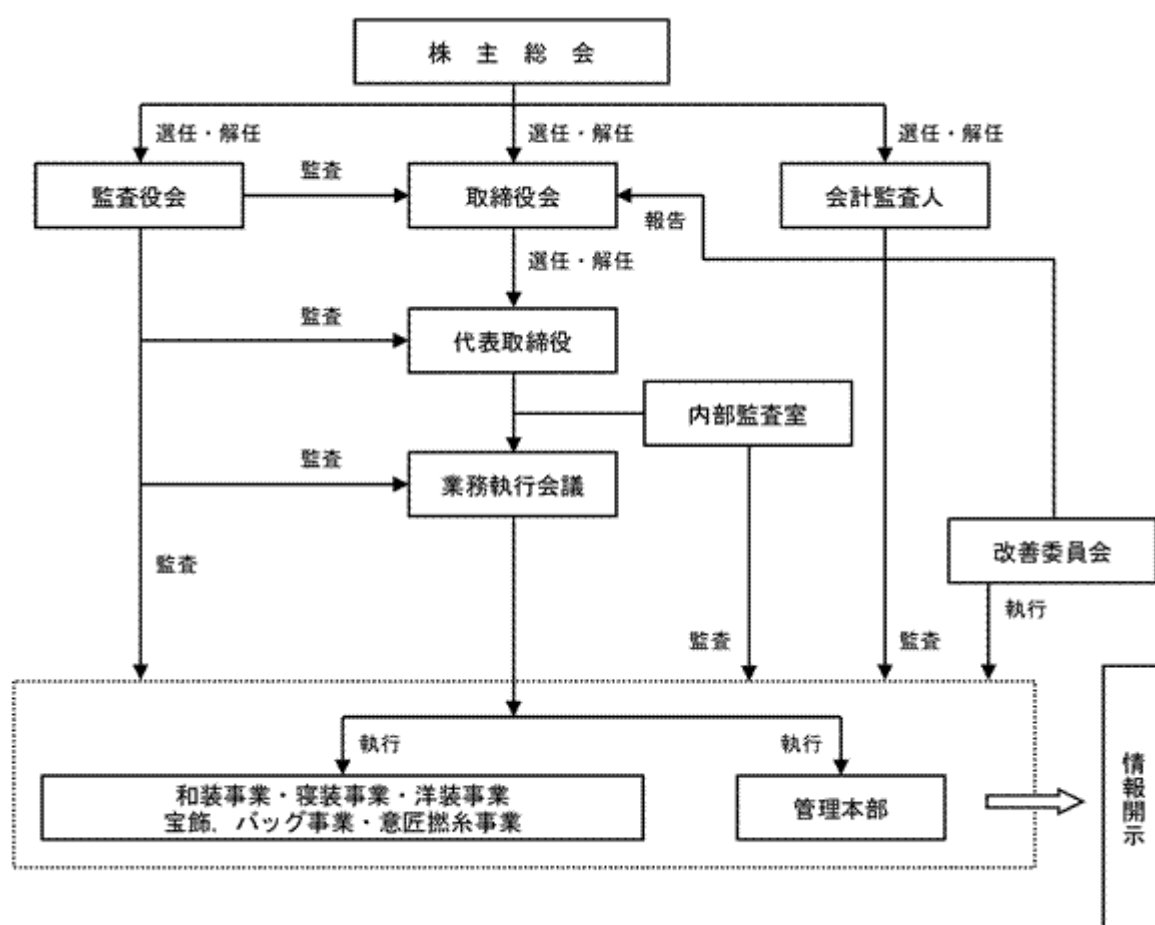 株　主　総　会
選任・解任
選任・解任
選任・解任
監査役会
監査
取締役会
会計監査人
報告
選任・解任
監査
代表取締役
内部監査室
監査
業務執行会議
改善委員会
監査
執行
監査
監査
執行
執行
和装事業・寝装事業・洋装事業
宝飾．バッグ事業・意匠撚糸事業
管理本部
情報開示